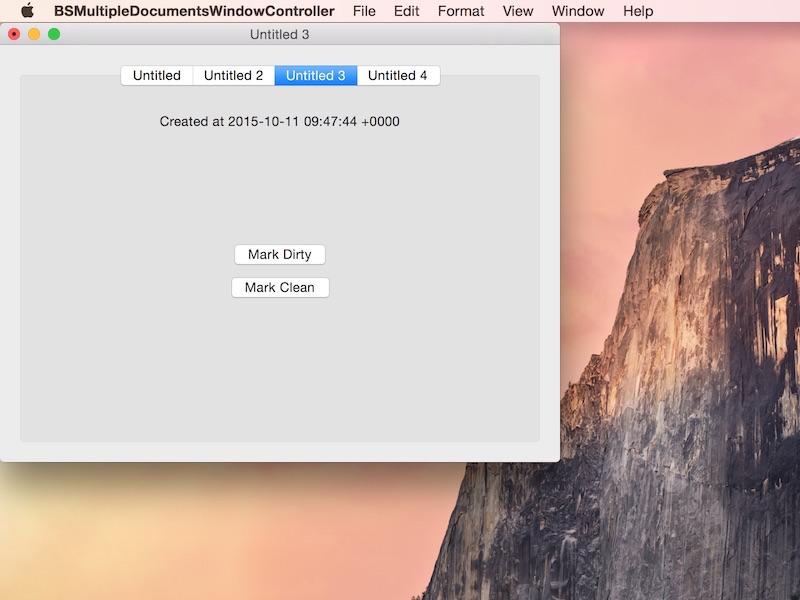 BSMultipleDocumentsWindowController File Edit Format View Window Help
Untitled 3
Untitled Untitled 2 Untitled 3 Untitled 4
Created at 2015-10-11 09:47:44 +0000
Mark Dirty
Mark Clean